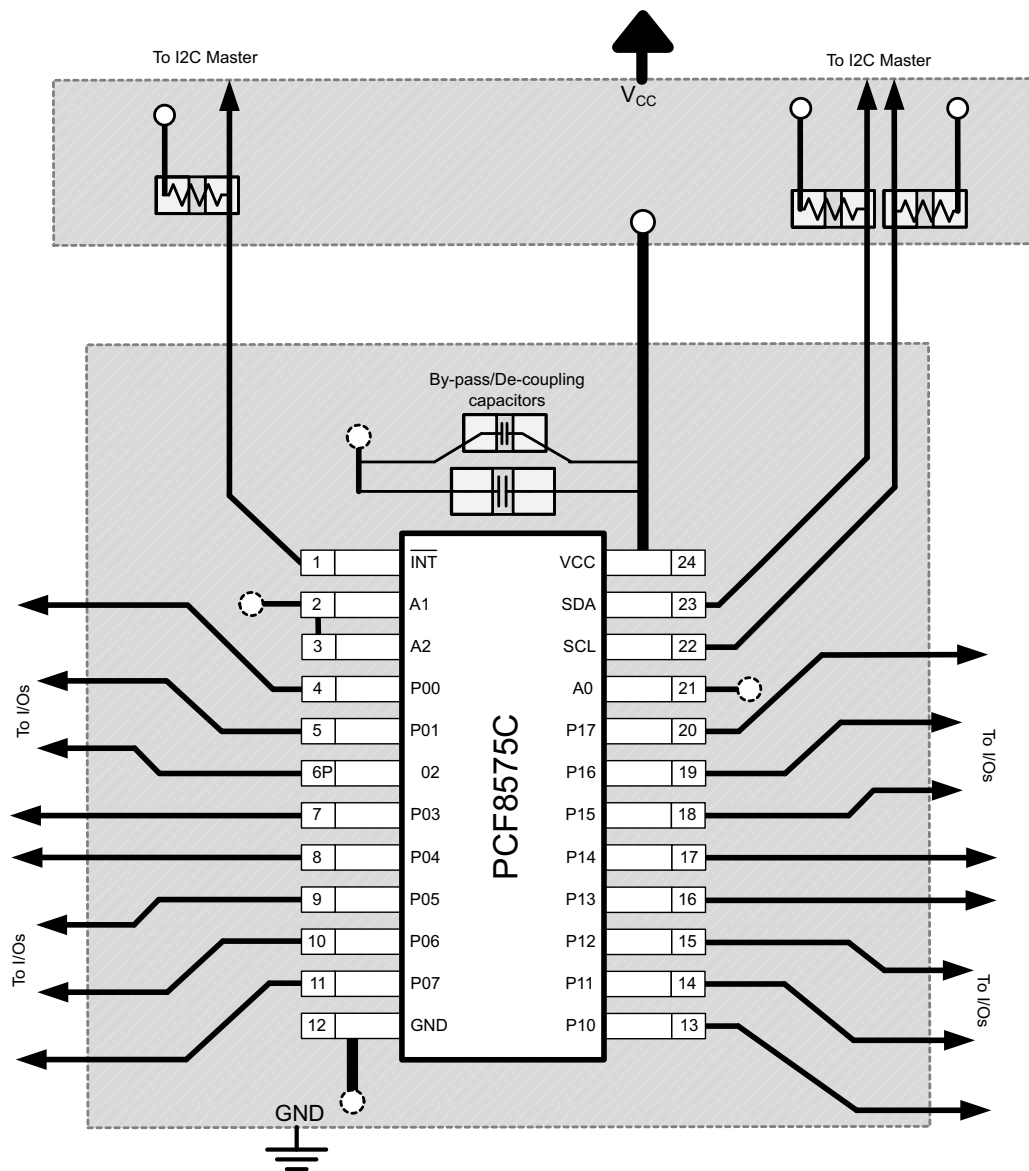 To I2C Master
To I2C Master
VCC
By-pass/De-coupling
capacitors
1 INT
VCC 24
2 A1
SDA 23
3 A2
SCL 22
4 P00
A0 21
5 P01
P17 20
6P 02
P16 19
7 P03
P15 18
8 P04
P14 17
9 P05
P13 16
10 P06
P12 15
11 P07
P11 14
12 GND
P10 13
PCF8575C
To I/Os
To I/Os
To I/Os
To I/Os
GND